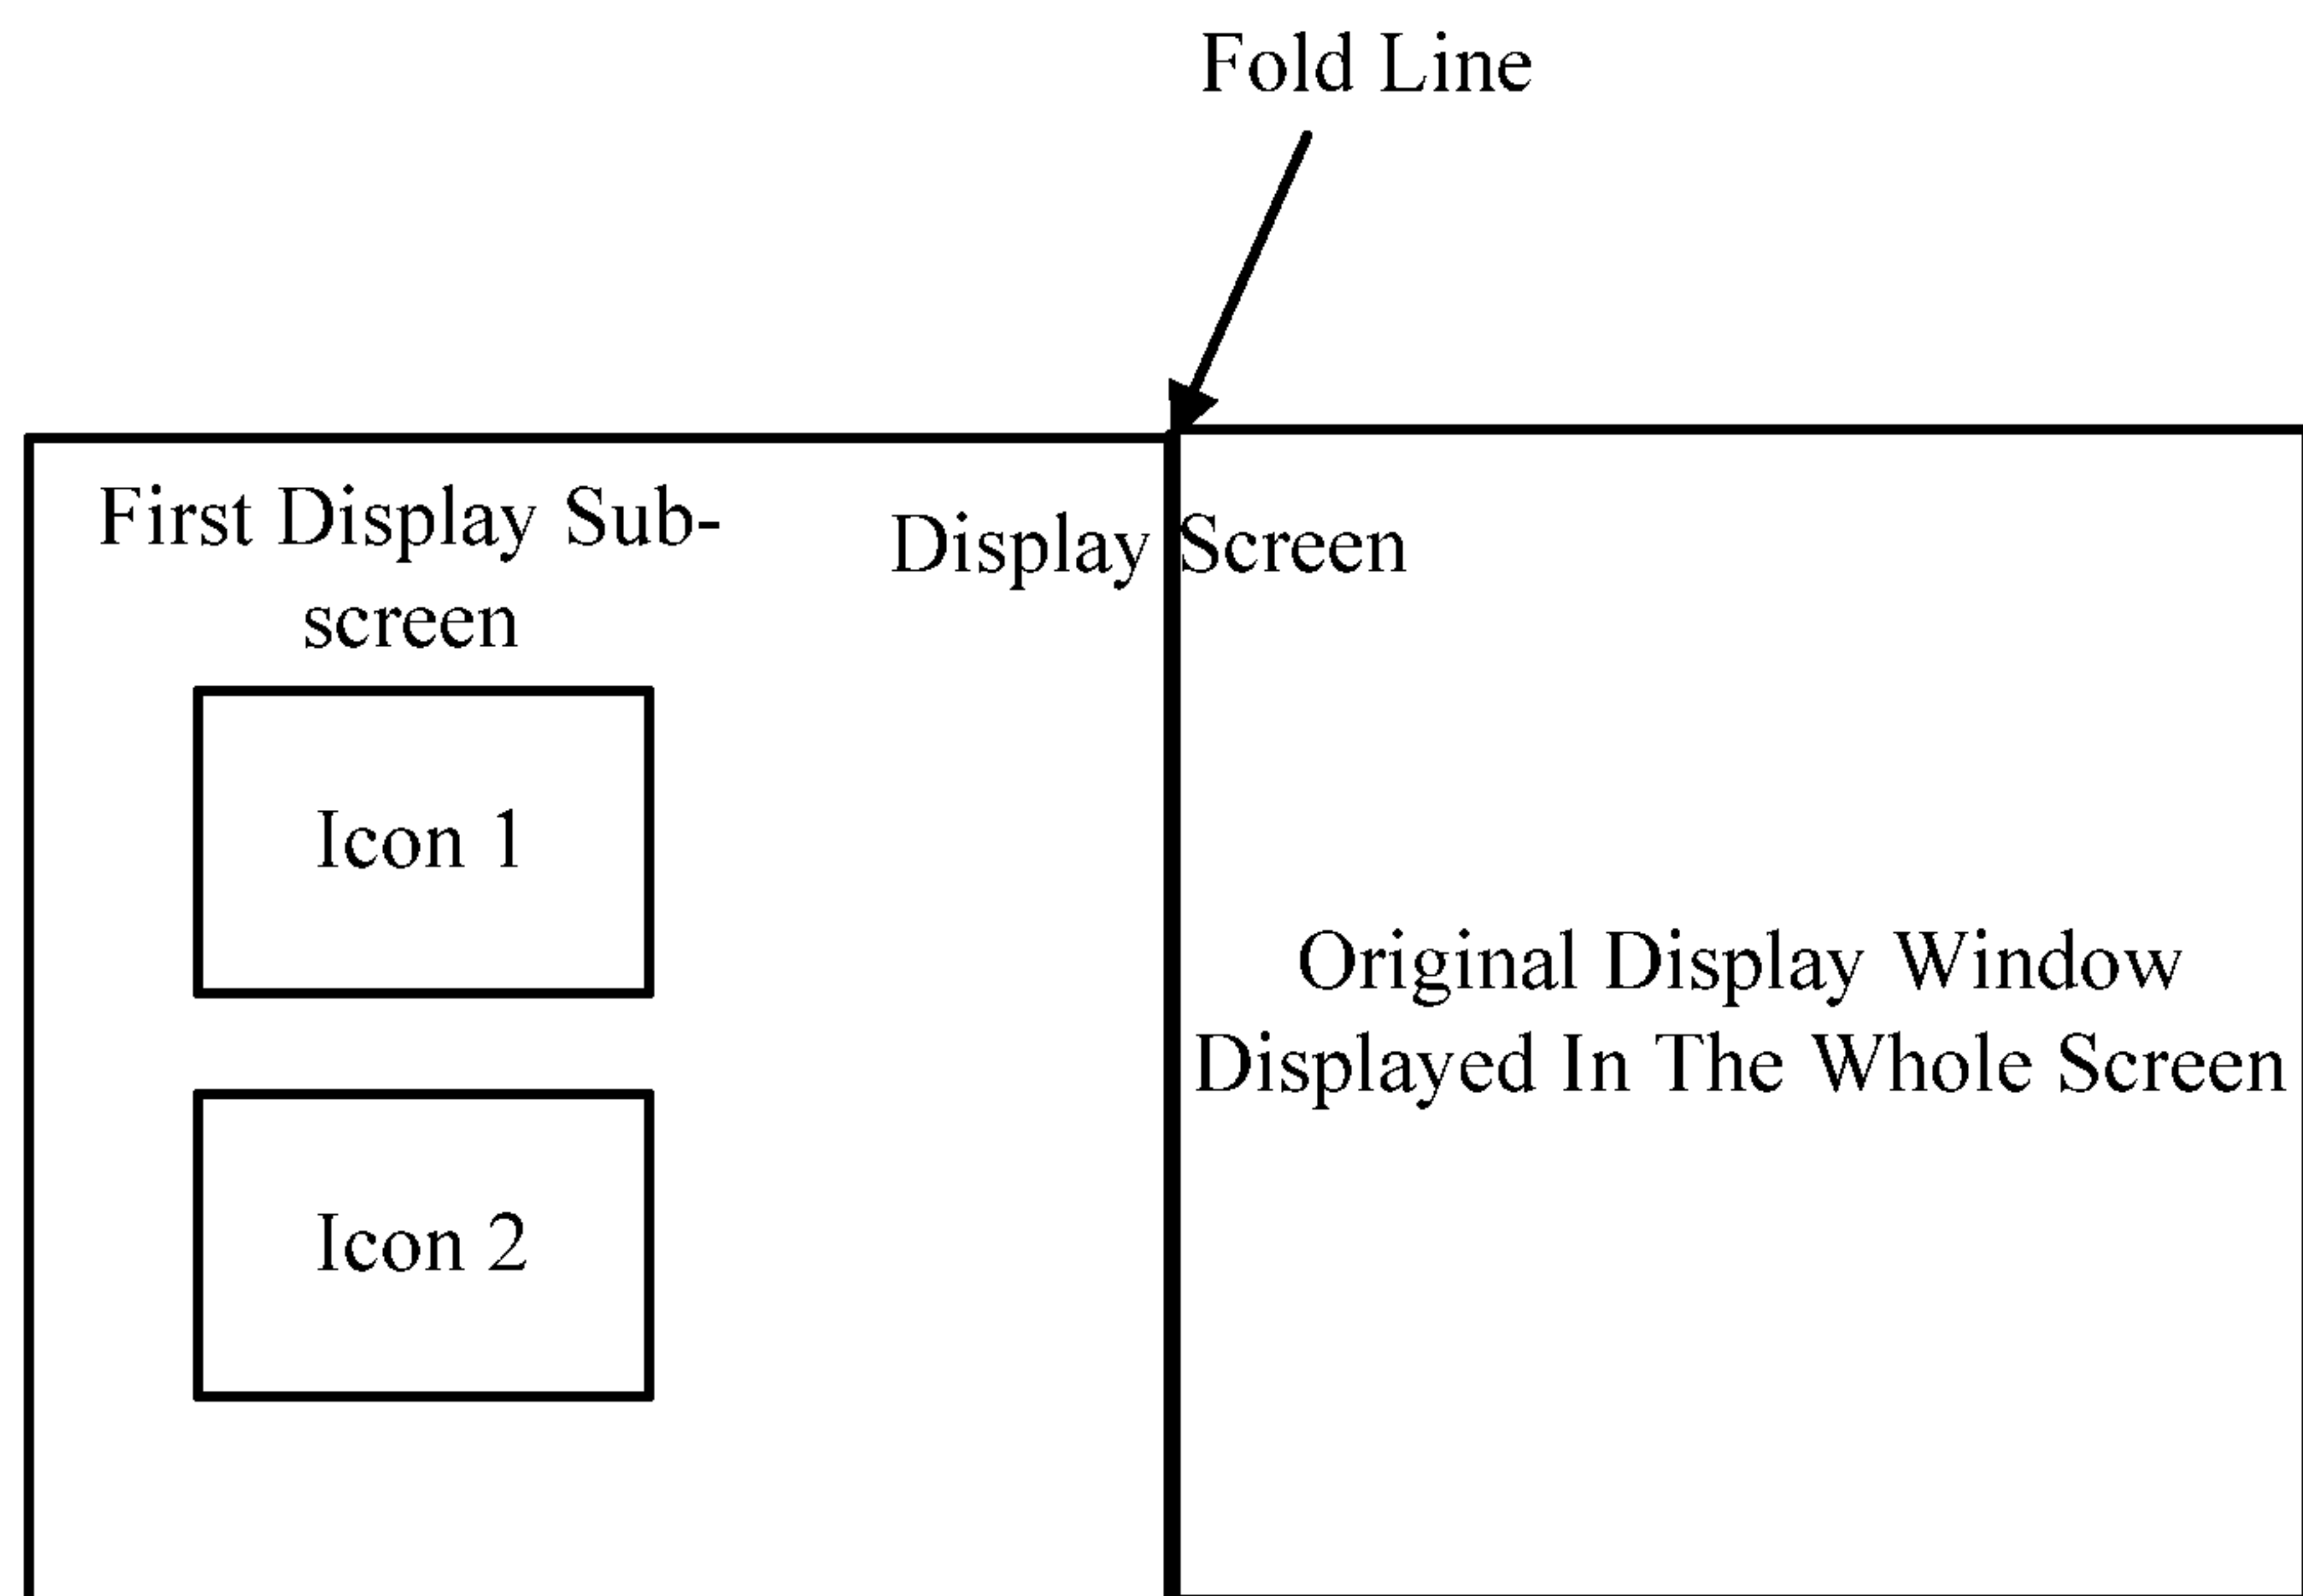 Fold Line
First Display Sub-
screen
Display Screen
Icon 1
Original Display Window
Displayed In The Whole Screen
Icon 2